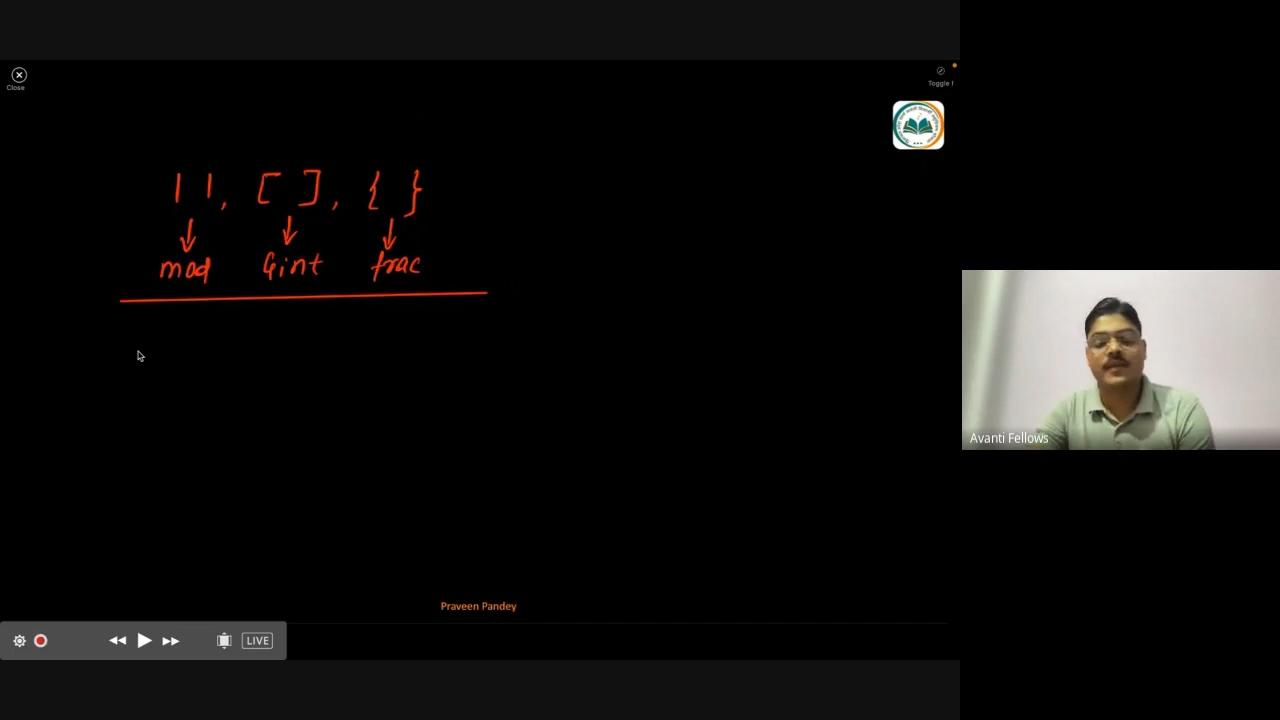 Close
Toggle !
| |, [ ], { }
↓ ↓ ↓
mod Gint frac
Avanti Fellows
Praveen Pandey
LIVE